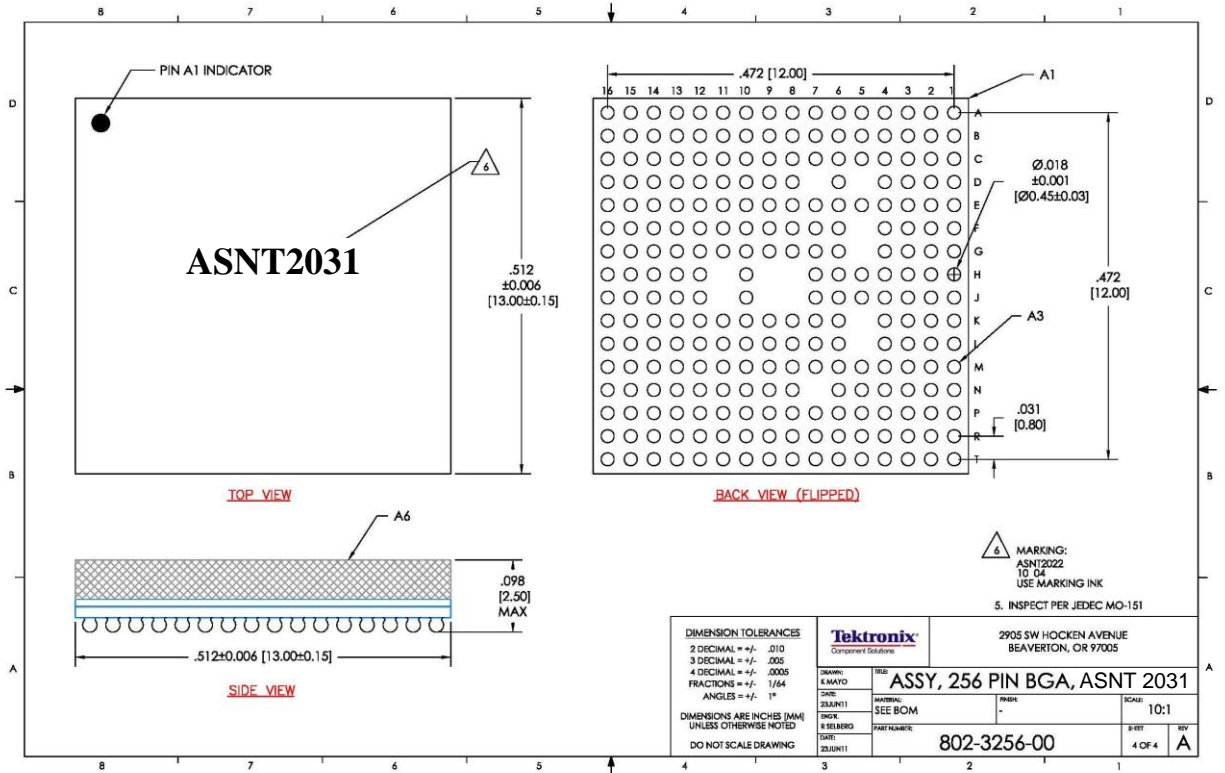 8 7 6 5 4 3 2 1
D
C
B
A
PIN A1 INDICATOR
6
ASNT2031
.512
±0.006
[13.00±0.15]
TOP VIEW
.472 [12.00]
A1
16 15 14 13 12 11 10 9 8 7 6 5 4 3 2 1
A
B
C
D
E
F
G
H
J
K
L
M
N
P
R
T
Ø.018
±0.001
[Ø0.45±0.03]
.472
[12.00]
A3
.031
[0.80]
BACK VIEW (FLIPPED)
A6
.098
[2.50]
MAX
.512±0.006 [13.00±0.15]
SIDE VIEW
6 MARKING:
ASNT2022
10 04
USE MARKING INK
5. INSPECT PER JEDEC MO-151
DIMENSION TOLERANCES
2 DECIMAL = +/- .010
3 DECIMAL = +/- .005
4 DECIMAL = +/- .0005
FRACTIONS = +/- 1/64
ANGLES = +/- 1°
DIMENSIONS ARE INCHES [MM]
UNLESS OTHERWISE NOTED
DO NOT SCALE DRAWING
Tektronix
Component Solutions
2905 SW HOCKEN AVENUE
BEAVERTON, OR 97005
DRAWN:
K MAYO
DATE:
23JUN11
ENGR.
R SELBERG
DATE:
23JUN11
TITLE:
ASSY, 256 PIN BGA, ASNT 2031
MATERIAL:
SEE BOM
FINISH:
-
SCALE:
10:1
PART NUMBER:
802-3256-00
SHEET
4 OF 4
REV
A
D
C
B
A
8 7 6 5 4 3 2 1